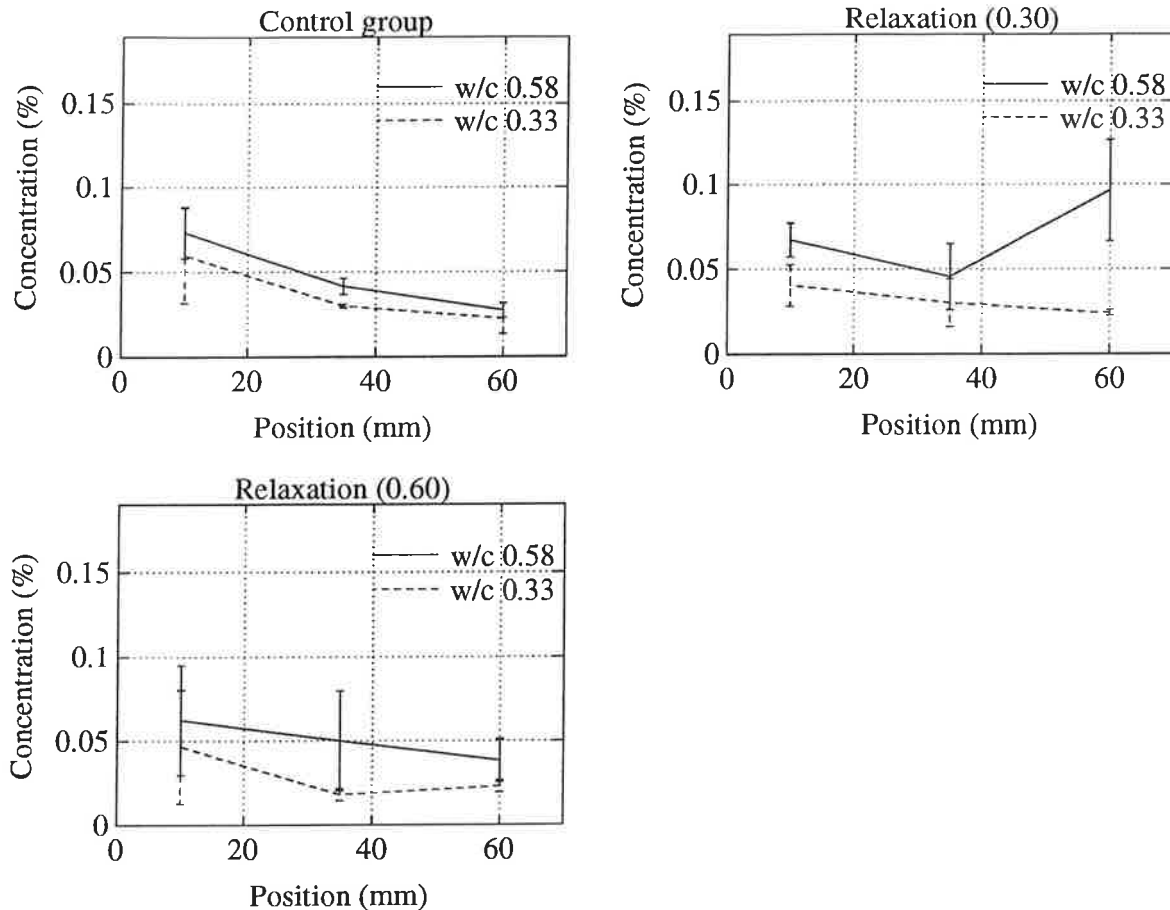 Control group
w/c 0.58
w/c 0.33
0.15
0.1
0.05
0
Concentration (%)
0 20 40 60
Position (mm)
Relaxation (0.30)
w/c 0.58
w/c 0.33
0.15
0.1
0.05
0
Concentration (%)
0 20 40 60
Position (mm)
Relaxation (0.60)
w/c 0.58
w/c 0.33
0.15
0.1
0.05
0
Concentration (%)
0 20 40 60
Position (mm)